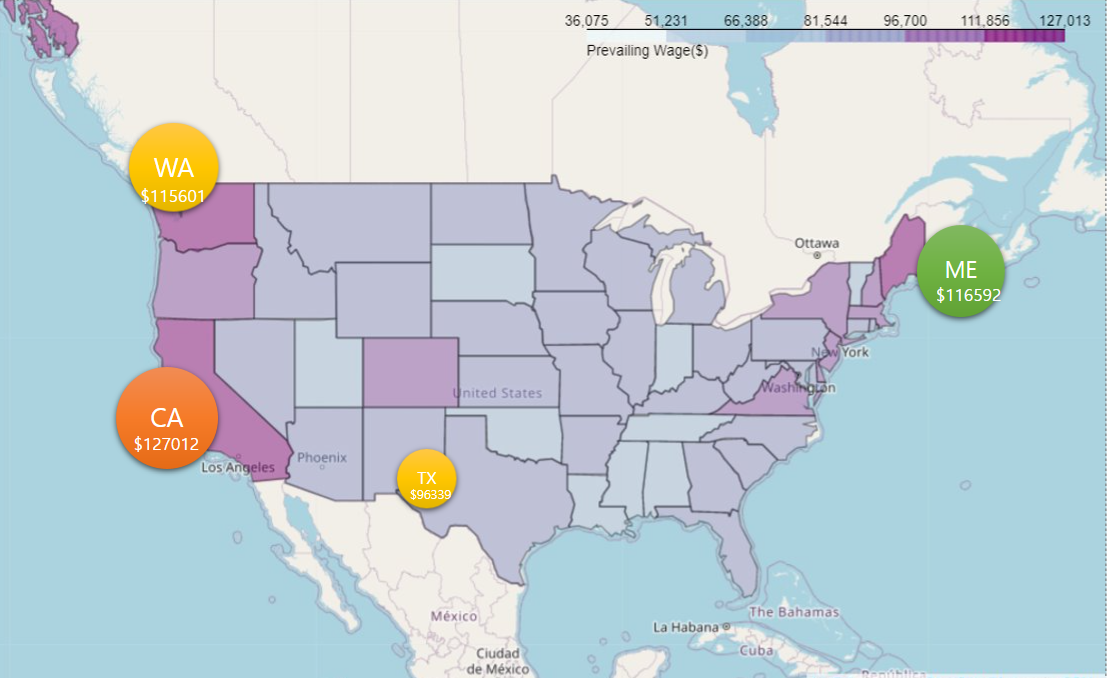 36,075 51,231 66,388 81,544 96,700 111,856 127,013
Prevailing Wage($)
WA
$115601
Ottawa
ME
$116592
New York
Washington
United States
CA
$127012
Los Angeles
Phoenix
TX
$96339
México
Ciudad
de México
The Bahamas
La Habana
Cuba
República